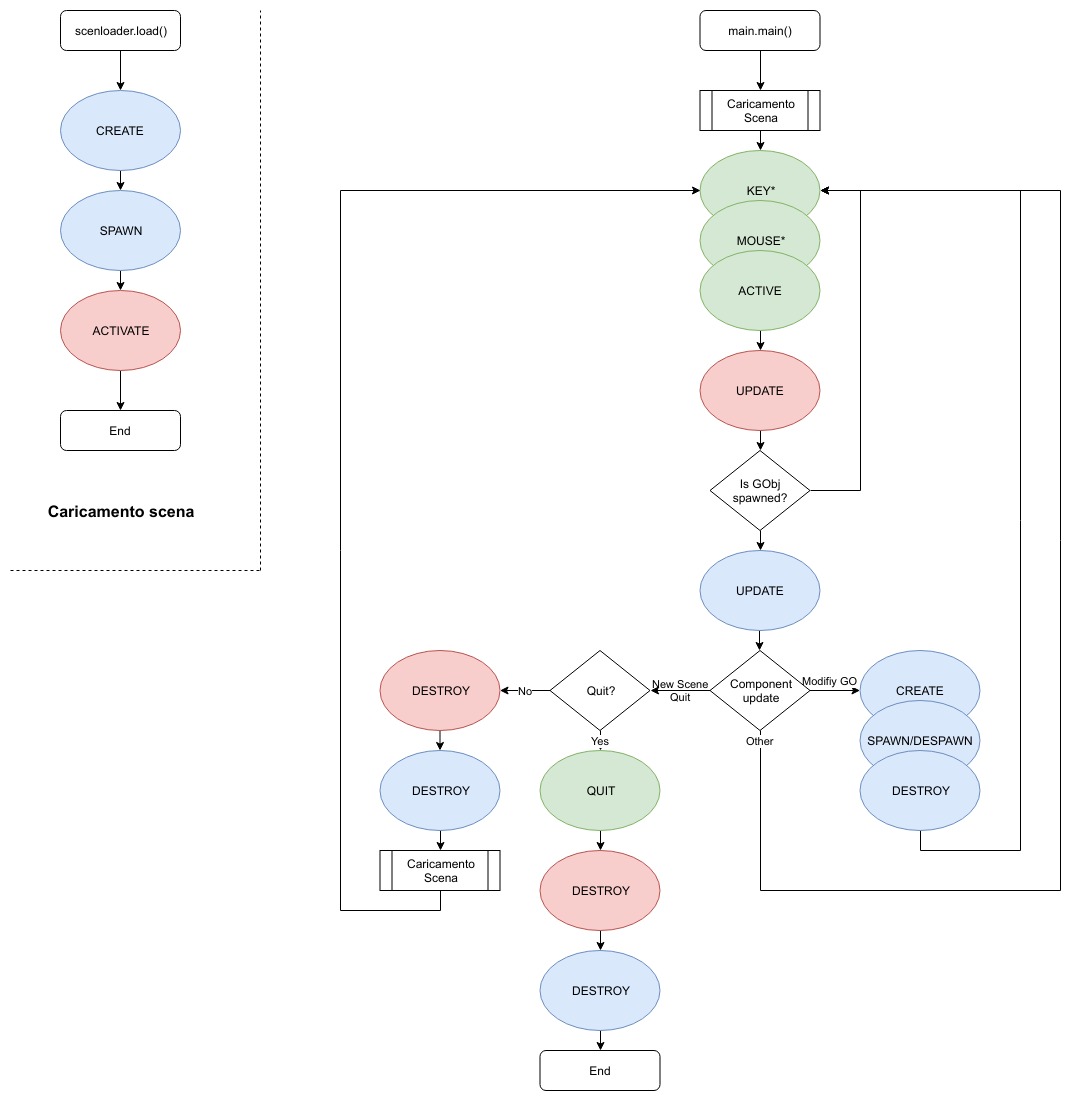 scenloader.load()
CREATE
SPAWN
ACTIVATE
End
Caricamento scena
main.main()
Caricamento
Scena
KEY*
MOUSE*
ACTIVE
UPDATE
Is GObj
spawned?
UPDATE
Component
update
Modifiy GO
CREATE
SPAWN/DESPAWN
DESTROY
Other
New Scene
Quit
Quit?
No
DESTROY
DESTROY
Caricamento
Scena
Yes
QUIT
DESTROY
DESTROY
End